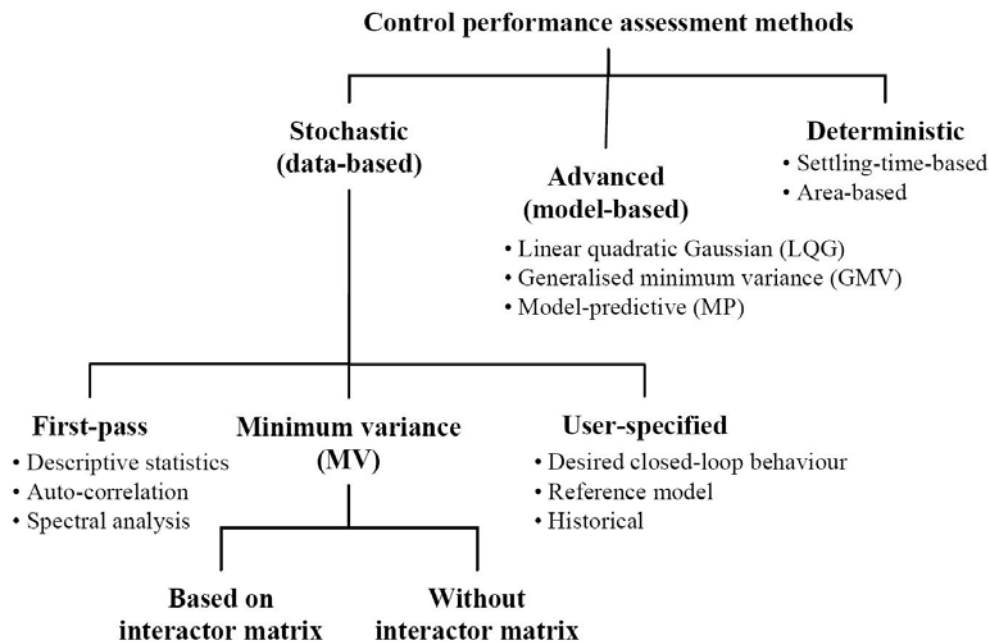 Control performance assessment methods
Stochastic
(data-based)
Advanced
(model-based)
• Linear quadratic Gaussian (LQG)
• Generalised minimum variance (GMV)
• Model-predictive (MP)
Deterministic
• Settling-time-based
• Area-based
First-pass
• Descriptive statistics
• Auto-correlation
• Spectral analysis
Minimum variance
(MV)
User-specified
• Desired closed-loop behaviour
• Reference model
• Historical
Based on
interactor matrix
Without
interactor matrix